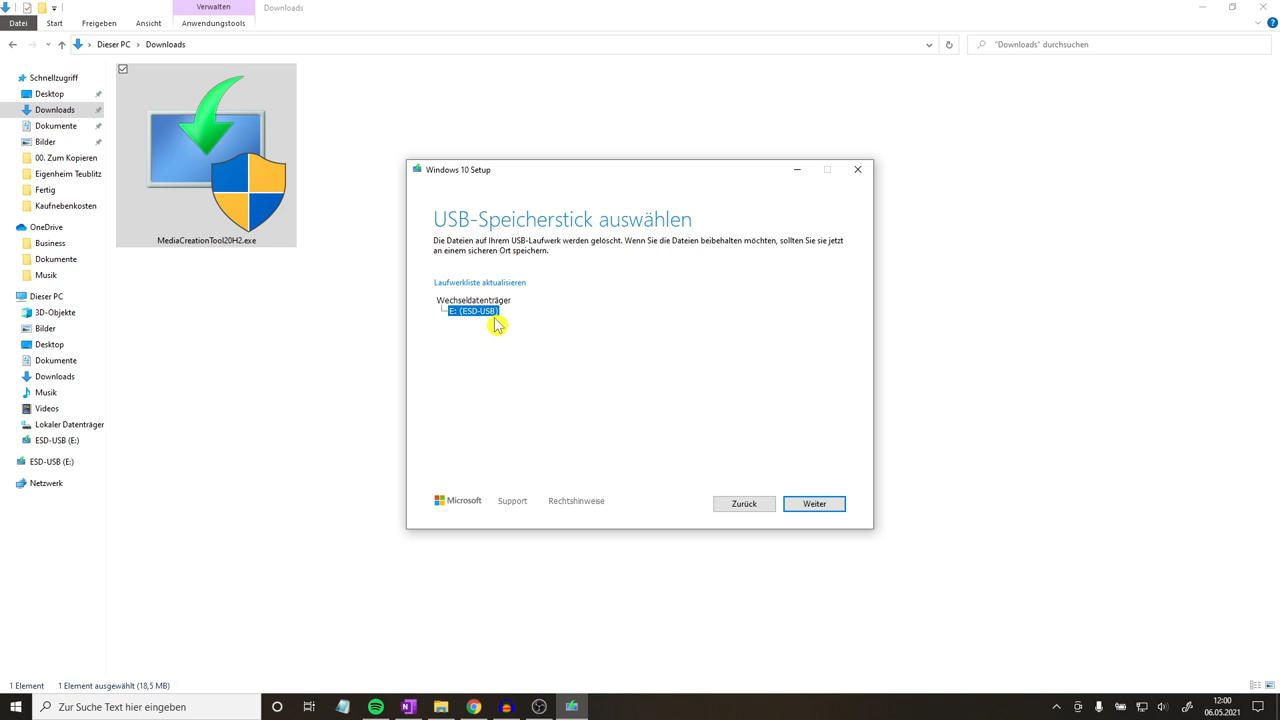 Verwalten
Downloads
Datei
Start
Freigeben
Ansicht
Anwendungstools
Dieser PC
Downloads
"Downloads" durchsuchen
Schnellzugriff
Desktop
Downloads
Dokumente
Bilder
00. Zum Kopieren
Eigenheim Teublitz
Fertig
Kaufnebenkosten
OneDrive
Business
Dokumente
Musik
Dieser PC
3D-Objekte
Bilder
Desktop
Dokumente
Downloads
Musik
Videos
Lokaler Datenträger
ESD-USB (E:)
ESD-USB (E:)
Netzwerk
MediaCreationTool20H2.exe
Windows 10 Setup
USB-Speicherstick auswählen
Die Dateien auf Ihrem USB-Laufwerk werden gelöscht. Wenn Sie die Dateien beibehalten möchten, sollten Sie sie jetzt
an einem sicheren Ort speichern.
Laufwerkliste aktualisieren
Wechseldatenträger
E: (ESD-USB)
Microsoft
Support
Rechtshinweise
Zurück
Weiter
1 Element
1 Element ausgewählt (18,5 MB)
Zur Suche Text hier eingeben
12:00
06.05.2021